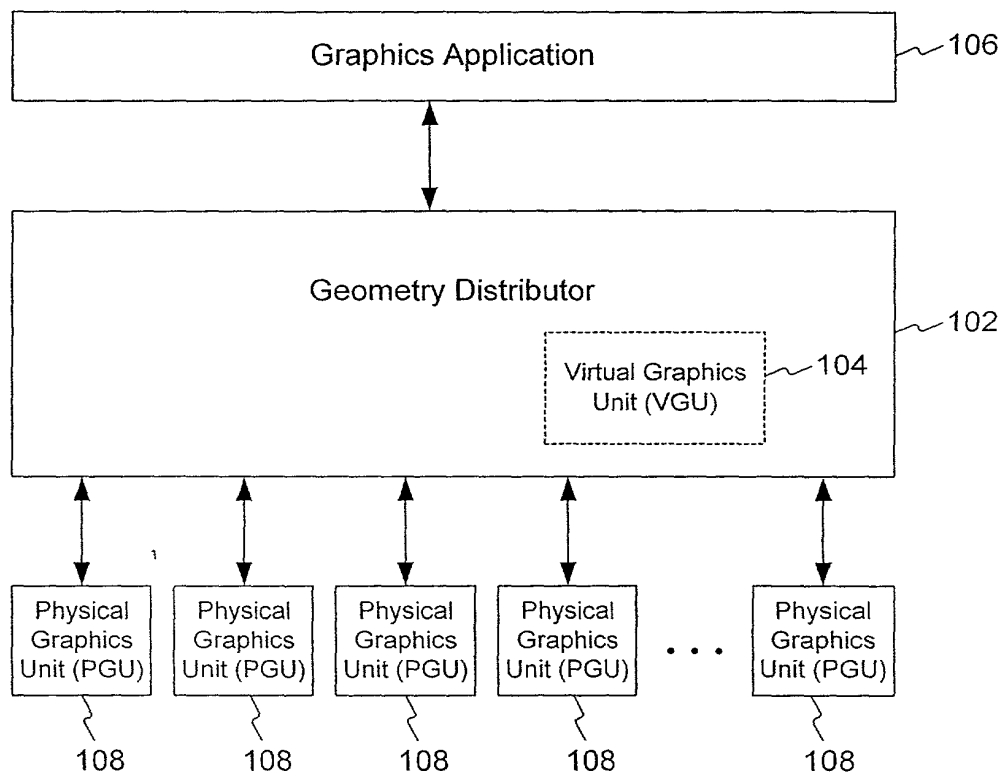 Graphics Application
106
Geometry Distributor
102
Virtual Graphics
Unit (VGU)
104
Physical
Graphics
Unit (PGU)
Physical
Graphics
Unit (PGU)
Physical
Graphics
Unit (PGU)
Physical
Graphics
Unit (PGU)
Physical
Graphics
Unit (PGU)
108
108
108
108
108